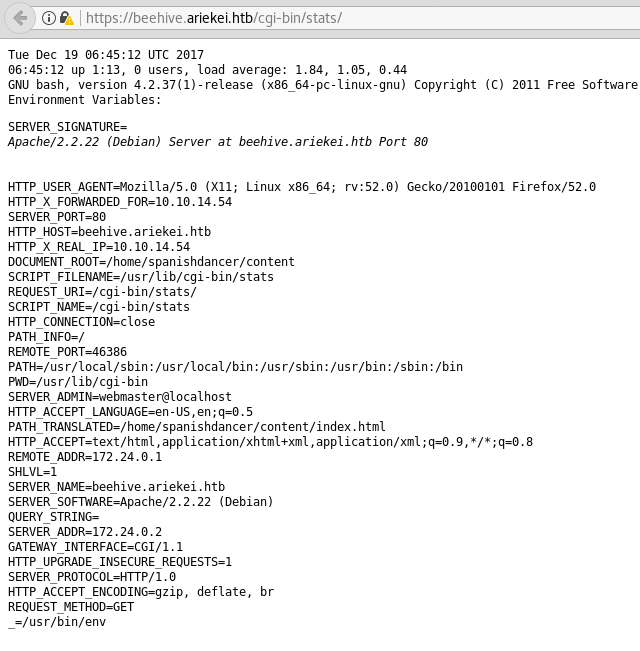 https://beehive.ariekei.htb/cgi-bin/stats/
Tue Dec 19 06:45:12 UTC 2017
06:45:12 up 1:13, 0 users, load average: 1.84, 1.05, 0.44
GNU bash, version 4.2.37(1)-release (x86_64-pc-linux-gnu) Copyright (C) 2011 Free Software
Environment Variables:
SERVER_SIGNATURE=
Apache/2.2.22 (Debian) Server at beehive.ariekei.htb Port 80
HTTP_USER_AGENT=Mozilla/5.0 (X11; Linux x86_64; rv:52.0) Gecko/20100101 Firefox/52.0
HTTP_X_FORWARDED_FOR=10.10.14.54
SERVER_PORT=80
HTTP_HOST=beehive.ariekei.htb
HTTP_X_REAL_IP=10.10.14.54
DOCUMENT_ROOT=/home/spanishdancer/content
SCRIPT_FILENAME=/usr/lib/cgi-bin/stats
REQUEST_URI=/cgi-bin/stats/
SCRIPT_NAME=/cgi-bin/stats
HTTP_CONNECTION=close
PATH_INFO=/
REMOTE_PORT=46386
PATH=/usr/local/sbin:/usr/local/bin:/usr/sbin:/usr/bin:/sbin:/bin
PWD=/usr/lib/cgi-bin
SERVER_ADMIN=webmaster@localhost
HTTP_ACCEPT_LANGUAGE=en-US,en;q=0.5
PATH_TRANSLATED=/home/spanishdancer/content/index.html
HTTP_ACCEPT=text/html,application/xhtml+xml,application/xml;q=0.9,*/*;q=0.8
REMOTE_ADDR=172.24.0.1
SHLVL=1
SERVER_NAME=beehive.ariekei.htb
SERVER_SOFTWARE=Apache/2.2.22 (Debian)
QUERY_STRING=
SERVER_ADDR=172.24.0.2
GATEWAY_INTERFACE=CGI/1.1
HTTP_UPGRADE_INSECURE_REQUESTS=1
SERVER_PROTOCOL=HTTP/1.0
HTTP_ACCEPT_ENCODING=gzip, deflate, br
REQUEST_METHOD=GET
_=/usr/bin/env